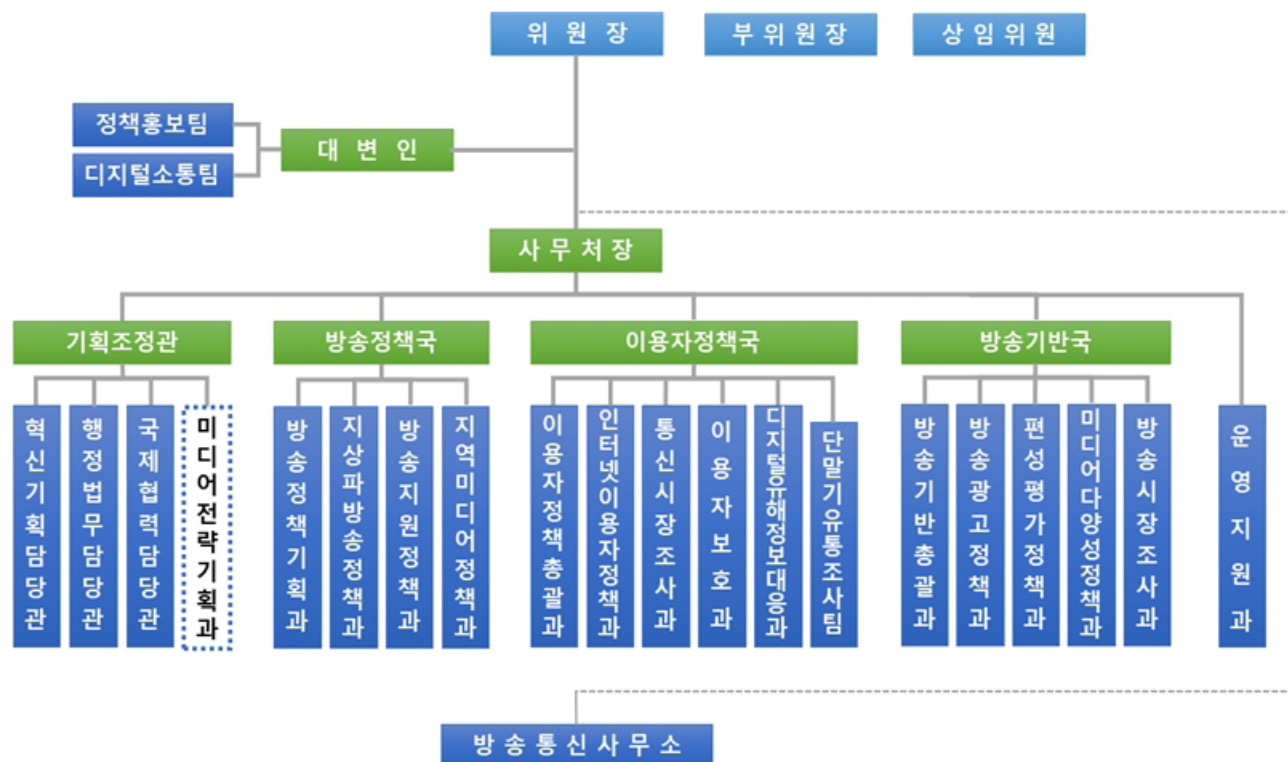 위원장
부위원장
상임위원
정책홍보팀
디지털소통팀
대변인
사무처장
기획조정관
방송정책국
이용자정책국
방송기반국
혁신기획담당관
행정법무담당관
국제협력담당관
미디어전략기획과
방송정책기획과
지상파방송정책과
방송지원정책과
지역미디어정책과
이용자정책총괄과
인터넷이용자정책과
통신시장조사과
이용자보호과
디지털유해정보대응과
단말기유통조사팀
방송기반총괄과
방송광고정책과
편성평가정책과
미디어다양성정책과
방송시장조사과
운영지원과
방송통신사무소